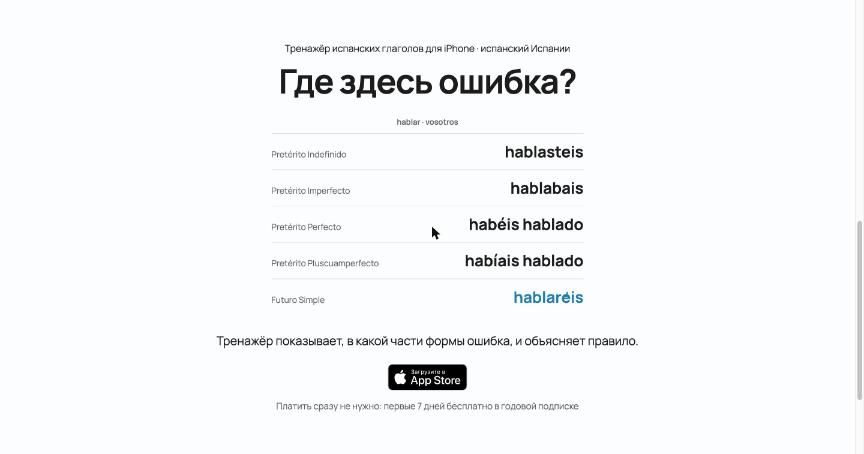 Тренажёр испанских глаголов для iPhone · испанский Испании
Где здесь ошибка?
hablar · vosotros
Pretérito Indefinido hablasteis
Pretérito Imperfecto hablabais
Pretérito Perfecto habéis hablado
Pretérito Pluscuamperfecto habíais hablado
Futuro Simple hablaréis
Тренажёр показывает, в какой части формы ошибка, и объясняет правило.
Загрузите в
App Store
Платить сразу не нужно: первые 7 дней бесплатно в годовой подписке